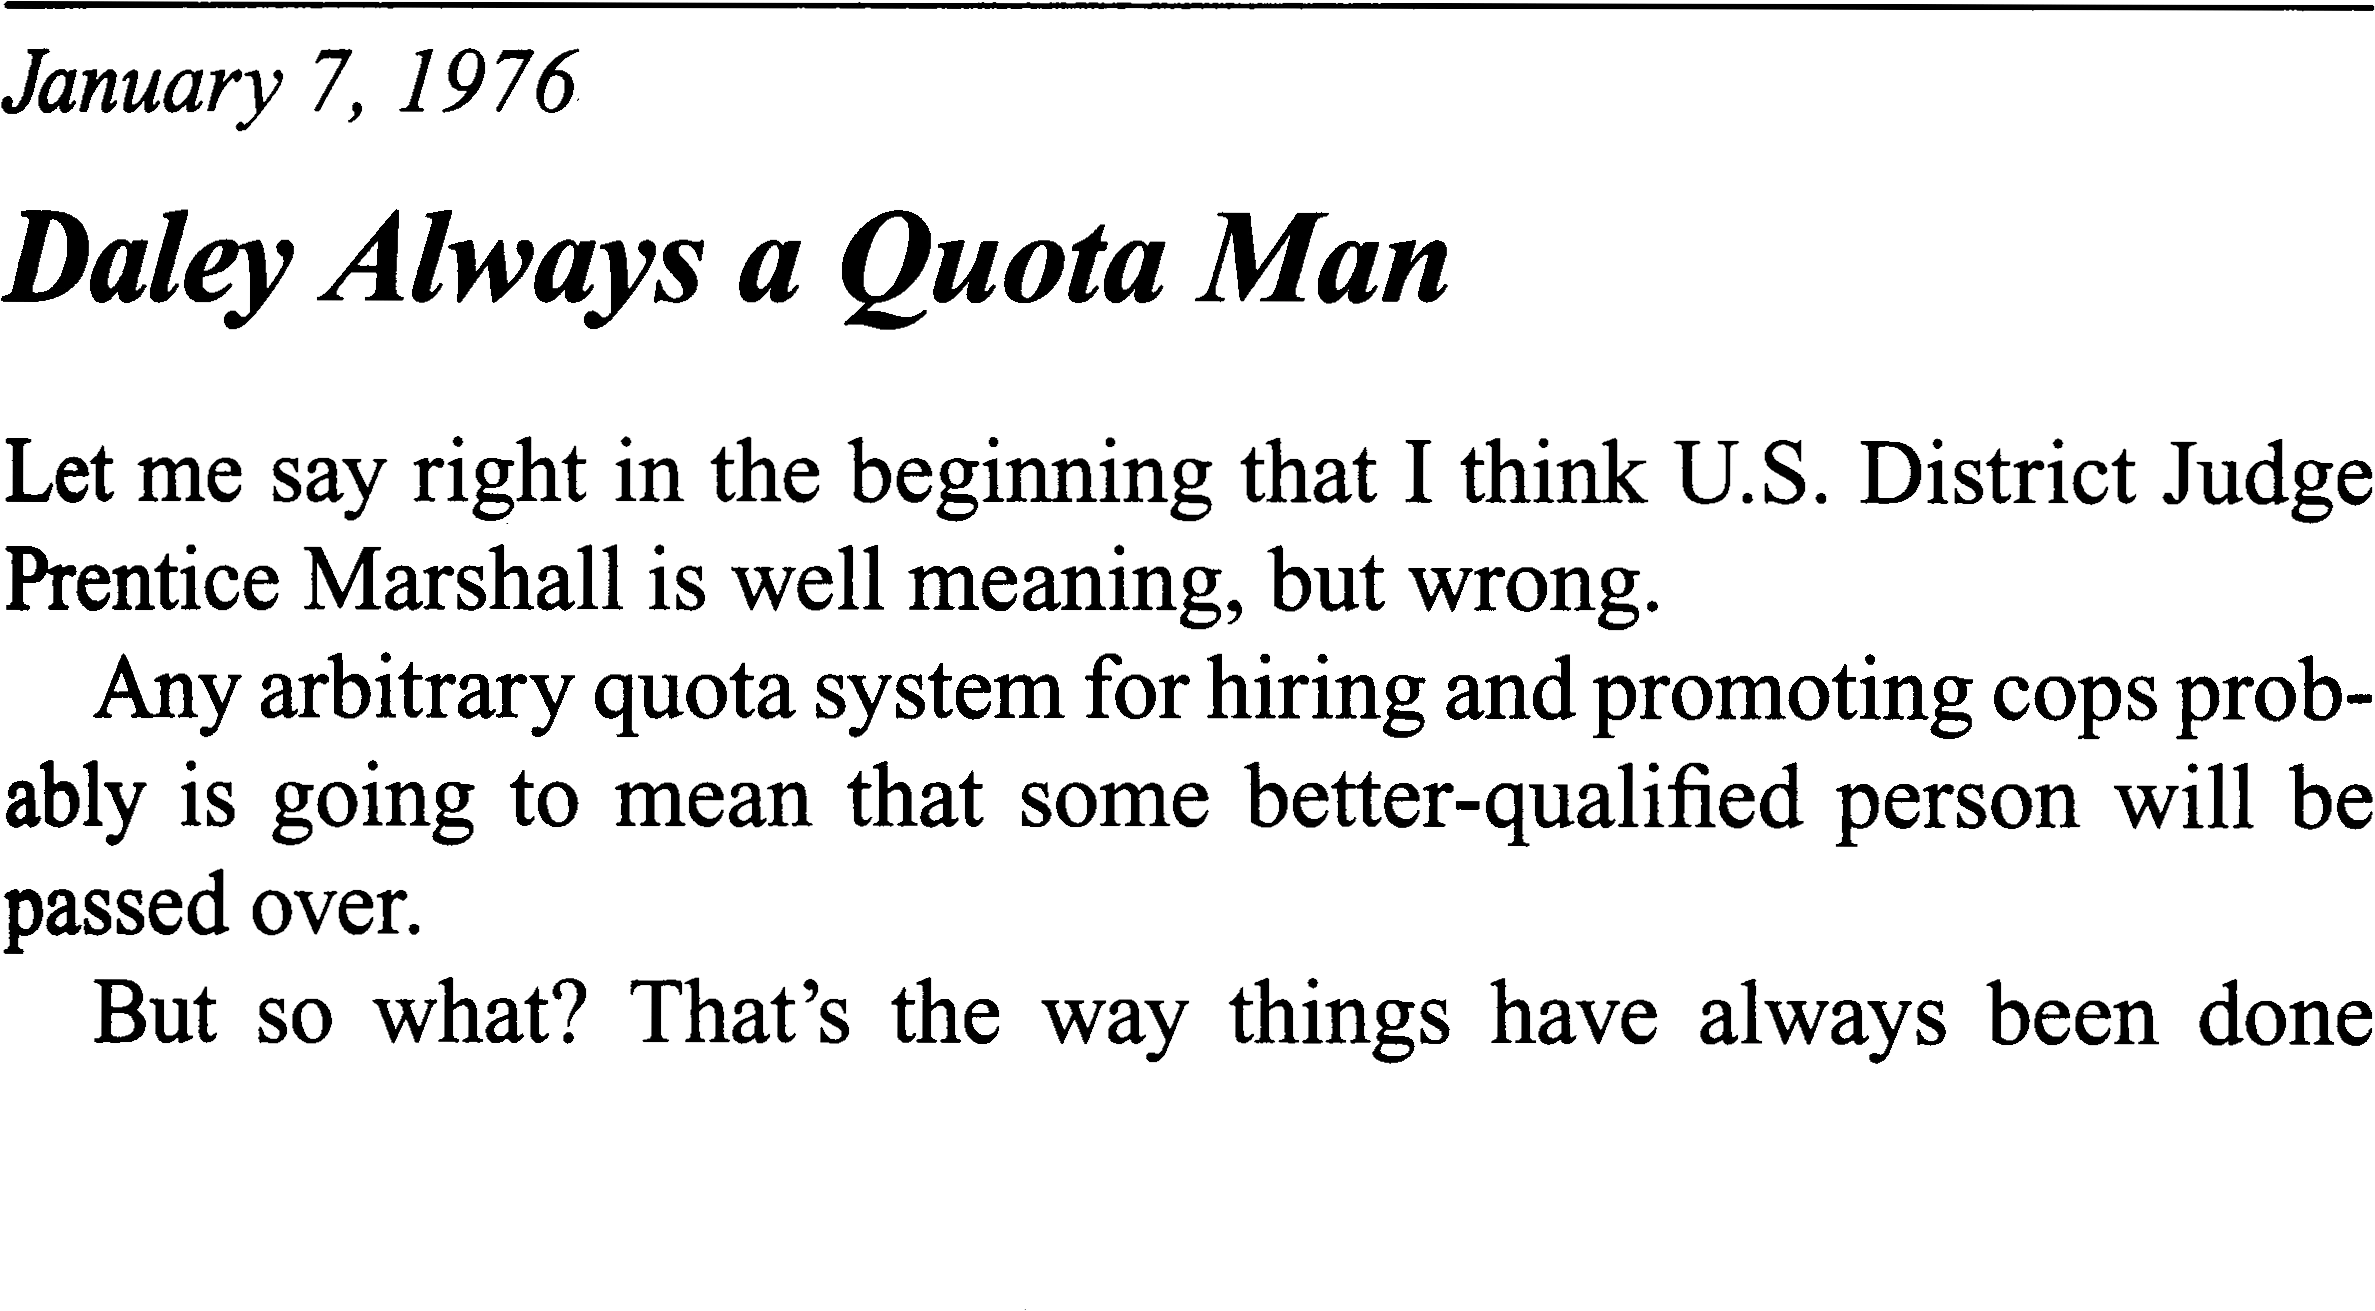 January 7, 1976
Daley Always a Quota Man
Let me say right in the beginning that I think U.S. District Judge
Prentice Marshall is well meaning, but wrong.
Any arbitrary quota system for hiring and promoting cops prob-
ably is going to mean that some better-qualified person will be
passed over.
But so what? That’s the way things have always been done